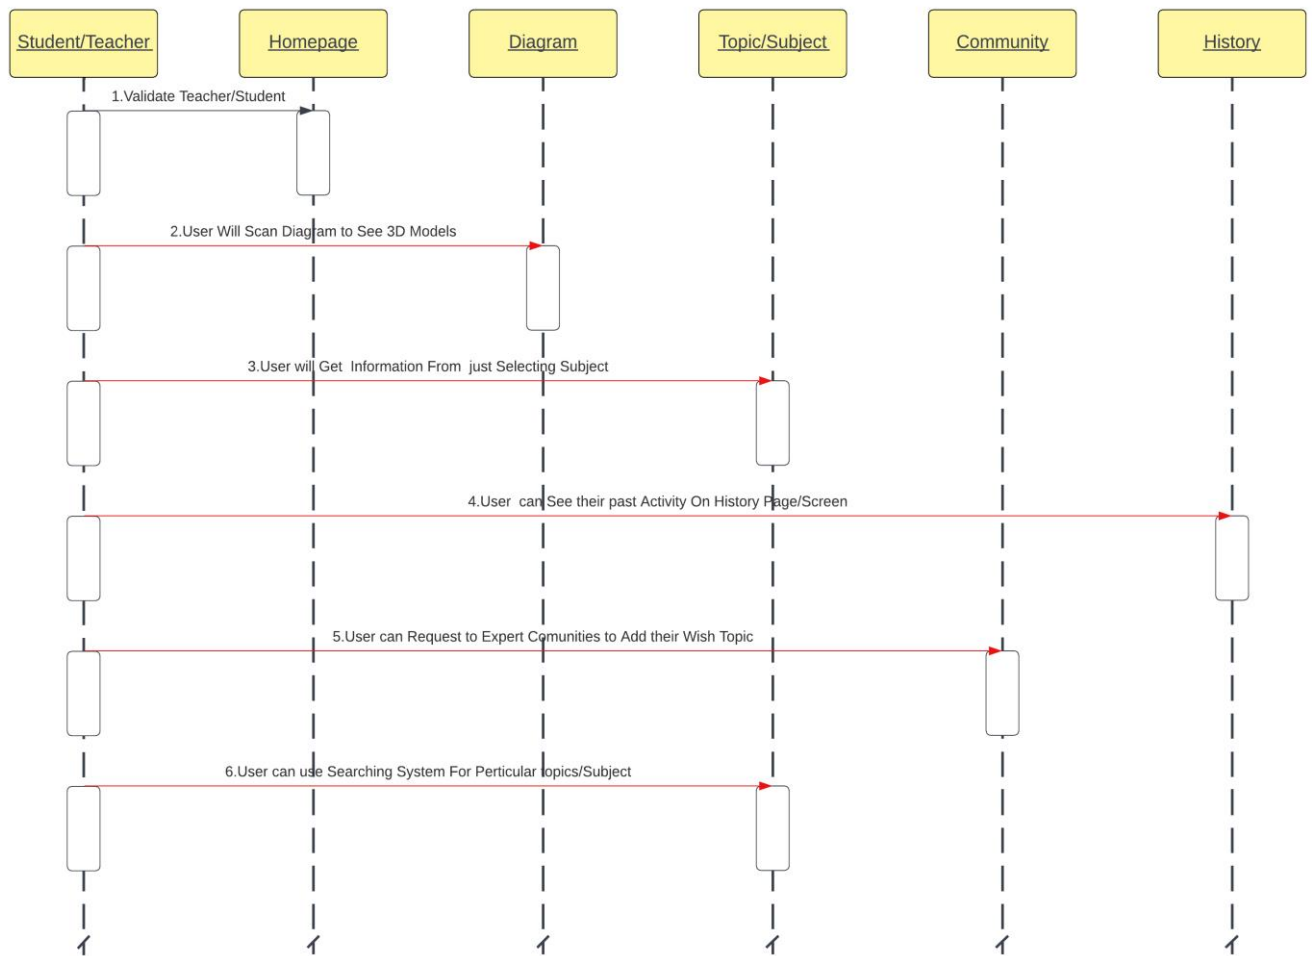 Student/Teacher
Homepage
Diagram
Topic/Subject
Community
History
1.Validate Teacher/Student
2.User Will Scan Diagram to See 3D Models
3.User will Get  Information From  just Selecting Subject
4.User  can See their past Activity On History Page/Screen
5.User can Request to Expert Comunities to Add their Wish Topic
6.User can use Searching System For Perticular topics/Subject